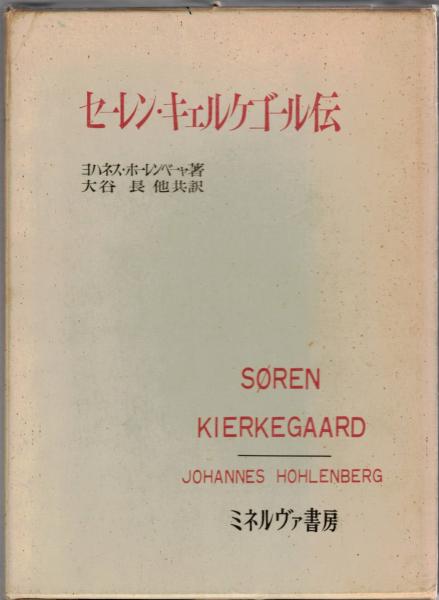 セーレン・キェルケゴール伝
ヨハネス・ホーレンベーヤ著
大谷 長 他共訳
SØREN
KIERKEGAARD
JOHANNES HOHLENBERG
ミネルヴァ書房